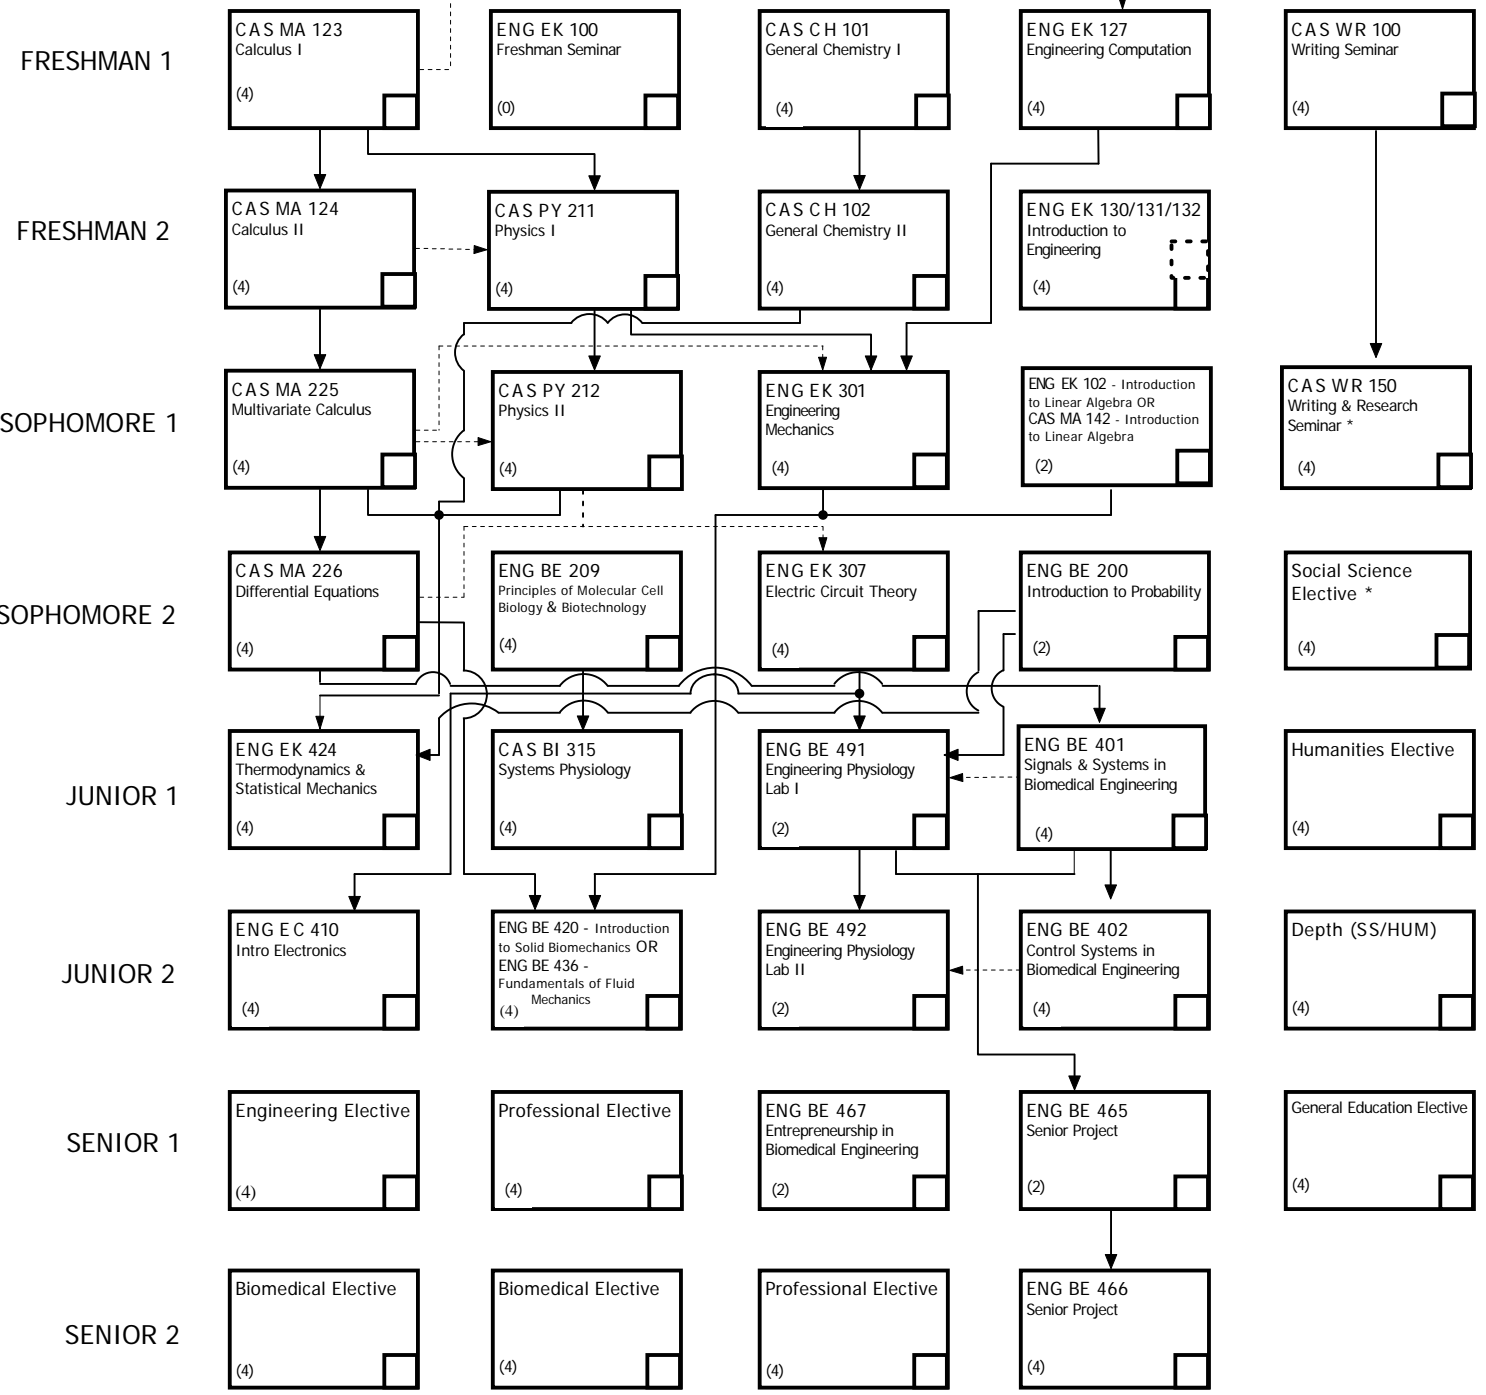 FRESHMAN 1
CAS MA 123
Calculus I
(4)
ENG EK 100
Freshman Seminar
(0)
CAS CH 101
General Chemistry I
(4)
ENG EK 127
Engineering Computation
(4)
CAS WR 100
Writing Seminar
(4)
FRESHMAN 2
CAS MA 124
Calculus II
(4)
CAS PY 211
Physics I
(4)
CAS CH 102
General Chemistry II
(4)
ENG EK 130/131/132
Introduction to
Engineering
(4)
SOPHOMORE 1
CAS MA 225
Multivariate Calculus
(4)
CAS PY 212
Physics II
(4)
ENG EK 301
Engineering
Mechanics
(4)
ENG EK 102 - Introduction
to Linear Algebra OR
CAS MA 142 - Introduction
to Linear Algebra
(2)
CAS WR 150
Writing & Research
Seminar *
(4)
SOPHOMORE 2
CAS MA 226
Differential Equations
(4)
ENG BE 209
Principles of Molecular Cell
Biology & Biotechnology
(4)
ENG EK 307
Electric Circuit Theory
(4)
ENG BE 200
Introduction to Probability
(2)
Social Science
Elective *
(4)
JUNIOR 1
ENG EK 424
Thermodynamics &
Statistical Mechanics
(4)
CAS BI 315
Systems Physiology
(4)
ENG BE 491
Engineering Physiology
Lab I
(2)
ENG BE 401
Signals & Systems in
Biomedical Engineering
(4)
Humanities Elective
(4)
JUNIOR 2
ENG EC 410
Intro Electronics
(4)
ENG BE 420 - Introduction
to Solid Biomechanics OR
ENG BE 436 -
Fundamentals of Fluid
Mechanics
(4)
ENG BE 492
Engineering Physiology
Lab II
(2)
ENG BE 402
Control Systems in
Biomedical Engineering
(4)
Depth (SS/HUM)
(4)
SENIOR 1
Engineering Elective
(4)
Professional Elective
(4)
ENG BE 467
Entrepreneurship in
Biomedical Engineering
(2)
ENG BE 465
Senior Project
(2)
General Education Elective
(4)
SENIOR 2
Biomedical Elective
(4)
Biomedical Elective
(4)
Professional Elective
(4)
ENG BE 466
Senior Project
(4)